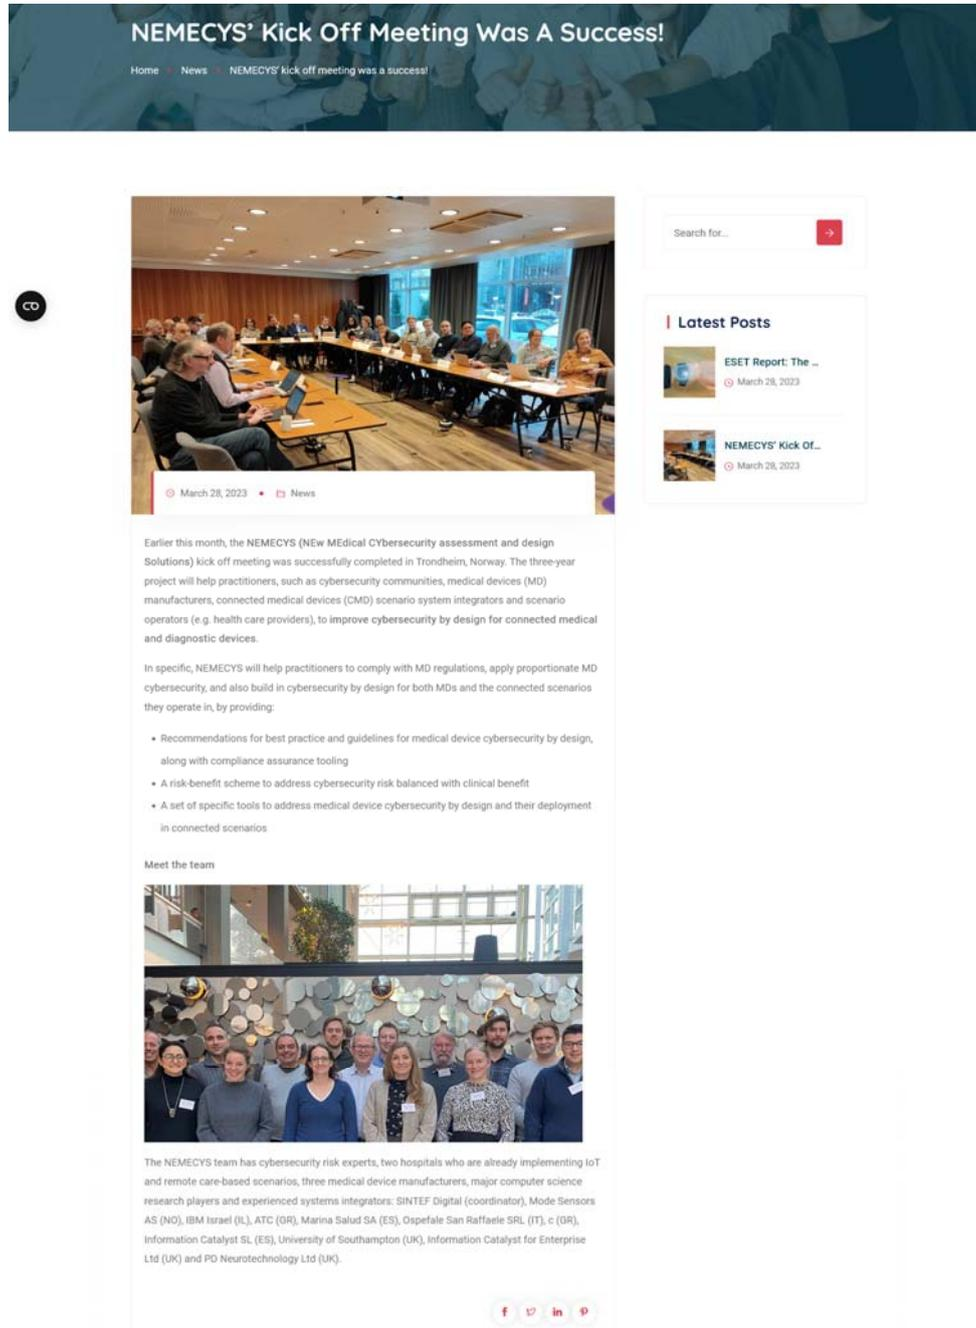 NEMECYS' Kick Off Meeting Was A Success!
Home • News • NEMECYS' kick off meeting was a success!
Search for...
Latest Posts
ESET Report: The ...
March 28, 2023
NEMECYS' Kick Of...
March 28, 2023
March 28, 2023 • News
Earlier this month, the NEMECYS (NEw MEdical CYbersecurity assessment and design
Solutions) kick off meeting was successfully completed in Trondheim, Norway. The three-year
project will help practitioners, such as cybersecurity communities, medical devices (MD)
manufacturers, connected medical devices (CMD) scenario system integrators and scenario
operators (e.g. health care providers), to improve cybersecurity by design for connected medical
and diagnostic devices.
In specific, NEMECYS will help practitioners to comply with MD regulations, apply proportionate MD
cybersecurity, and also build in cybersecurity by design for both MDs and the connected scenarios
they operate in, by providing:
• Recommendations for best practice and guidelines for medical device cybersecurity by design,
along with compliance assurance tooling
• A risk-benefit scheme to address cybersecurity risk balanced with clinical benefit
• A set of specific tools to address medical device cybersecurity by design and their deployment
in connected scenarios
Meet the team
The NEMECYS team has cybersecurity risk experts, two hospitals who are already implementing IoT
and remote care-based scenarios, three medical device manufacturers, major computer science
research players and experienced systems integrators: SINTEF Digital (coordinator), Mode Sensors
AS (NO), IBM Israel (IL), ATC (GR), Marina Salud SA (ES), Ospefale San Raffaele SRL (IT), c (GR),
Information Catalyst SL (ES), University of Southampton (UK), Information Catalyst for Enterprise
Ltd (UK) and PD Neurotechnology Ltd (UK).